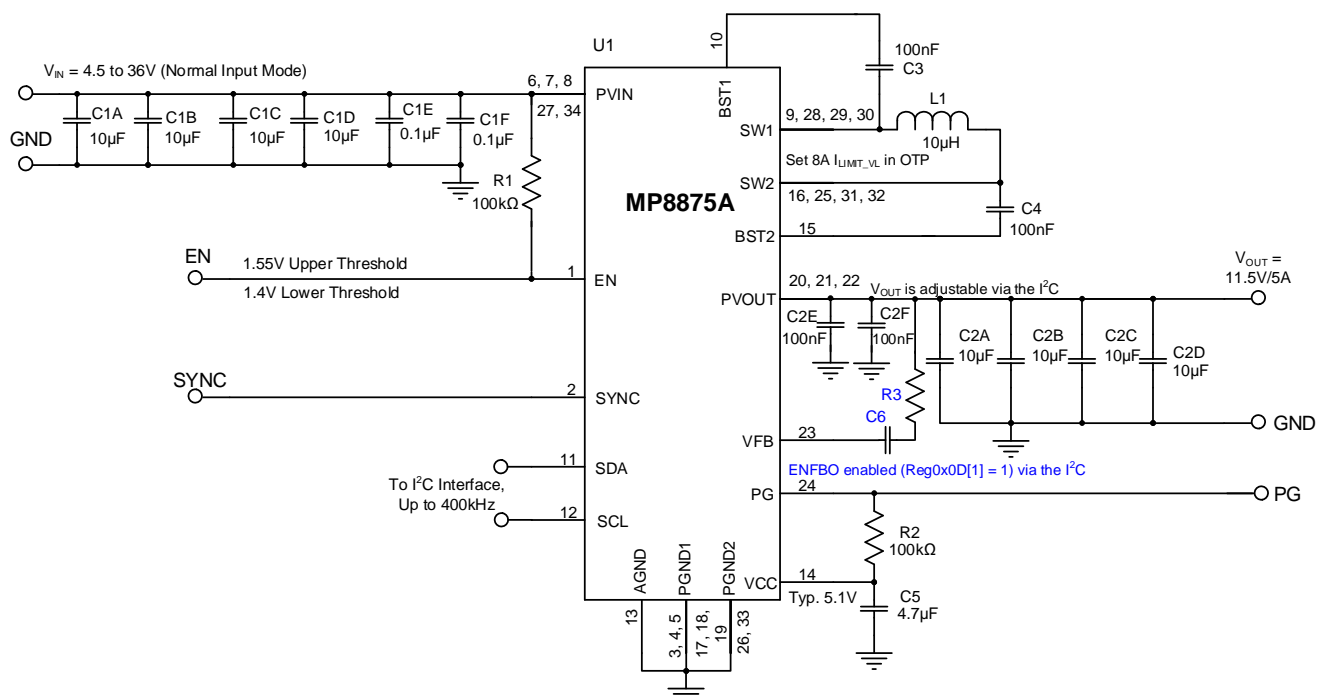 U1
V_IN = 4.5 to 36V (Normal Input Mode)
GND
C1A
10µF
C1B
10µF
C1C
10µF
C1D
10µF
C1E
0.1µF
C1F
0.1µF
R1
100kΩ
6, 7, 8
27, 34
PVIN
10
BST1
100nF
C3
L1
10µH
SW1
9, 28, 29, 30
Set 8A I_LIMIT_VL in OTP
SW2
16, 25, 31, 32
C4
100nF
BST2
15
MP8875A
EN
1.55V Upper Threshold
1.4V Lower Threshold
1
EN
20, 21, 22
PVOUT
V_OUT is adjustable via the I²C
V_OUT =
11.5V/5A
C2E
100nF
C2F
100nF
C2A
10µF
C2B
10µF
C2C
10µF
C2D
10µF
R3
C6
SYNC
2
SYNC
VFB
23
GND
ENFBO enabled (Reg0x0D[1] = 1) via the I²C
To I²C Interface,
Up to 400kHz
11
SDA
12
SCL
PG
24
PG
R2
100kΩ
VCC
14
Typ. 5.1V
C5
4.7µF
AGND
PGND1
PGND2
13
3, 4, 5
17, 18,
19
26, 33